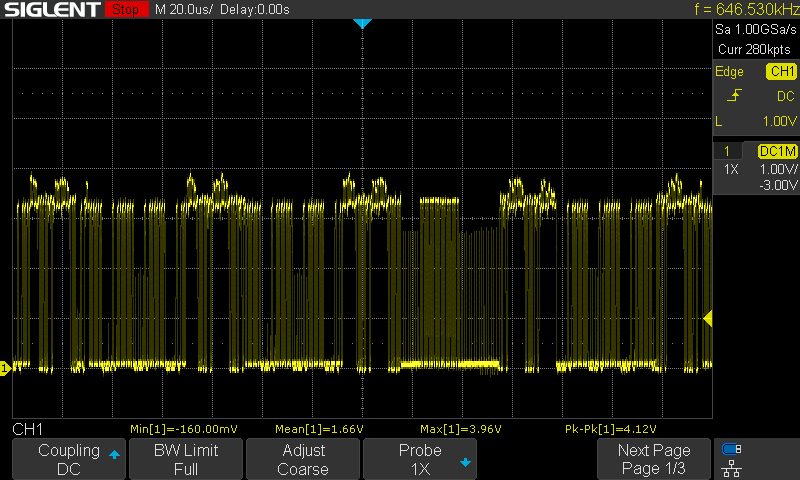 SIGLENT Stop M 20.0us/ Delay:0.00s f = 646.530kHz
Sa 1.00GSa/s
Curr 280kpts
Edge CH1
DC
L 1.00V
1 DC1M
1X 1.00V/
-3.00V
1
CH1 Min[1]=-160.00mV Mean[1]=1.66V Max[1]=3.96V Pk-Pk[1]=4.12V
Coupling BW Limit Adjust Probe Next Page
DC Full Coarse 1X Page 1/3